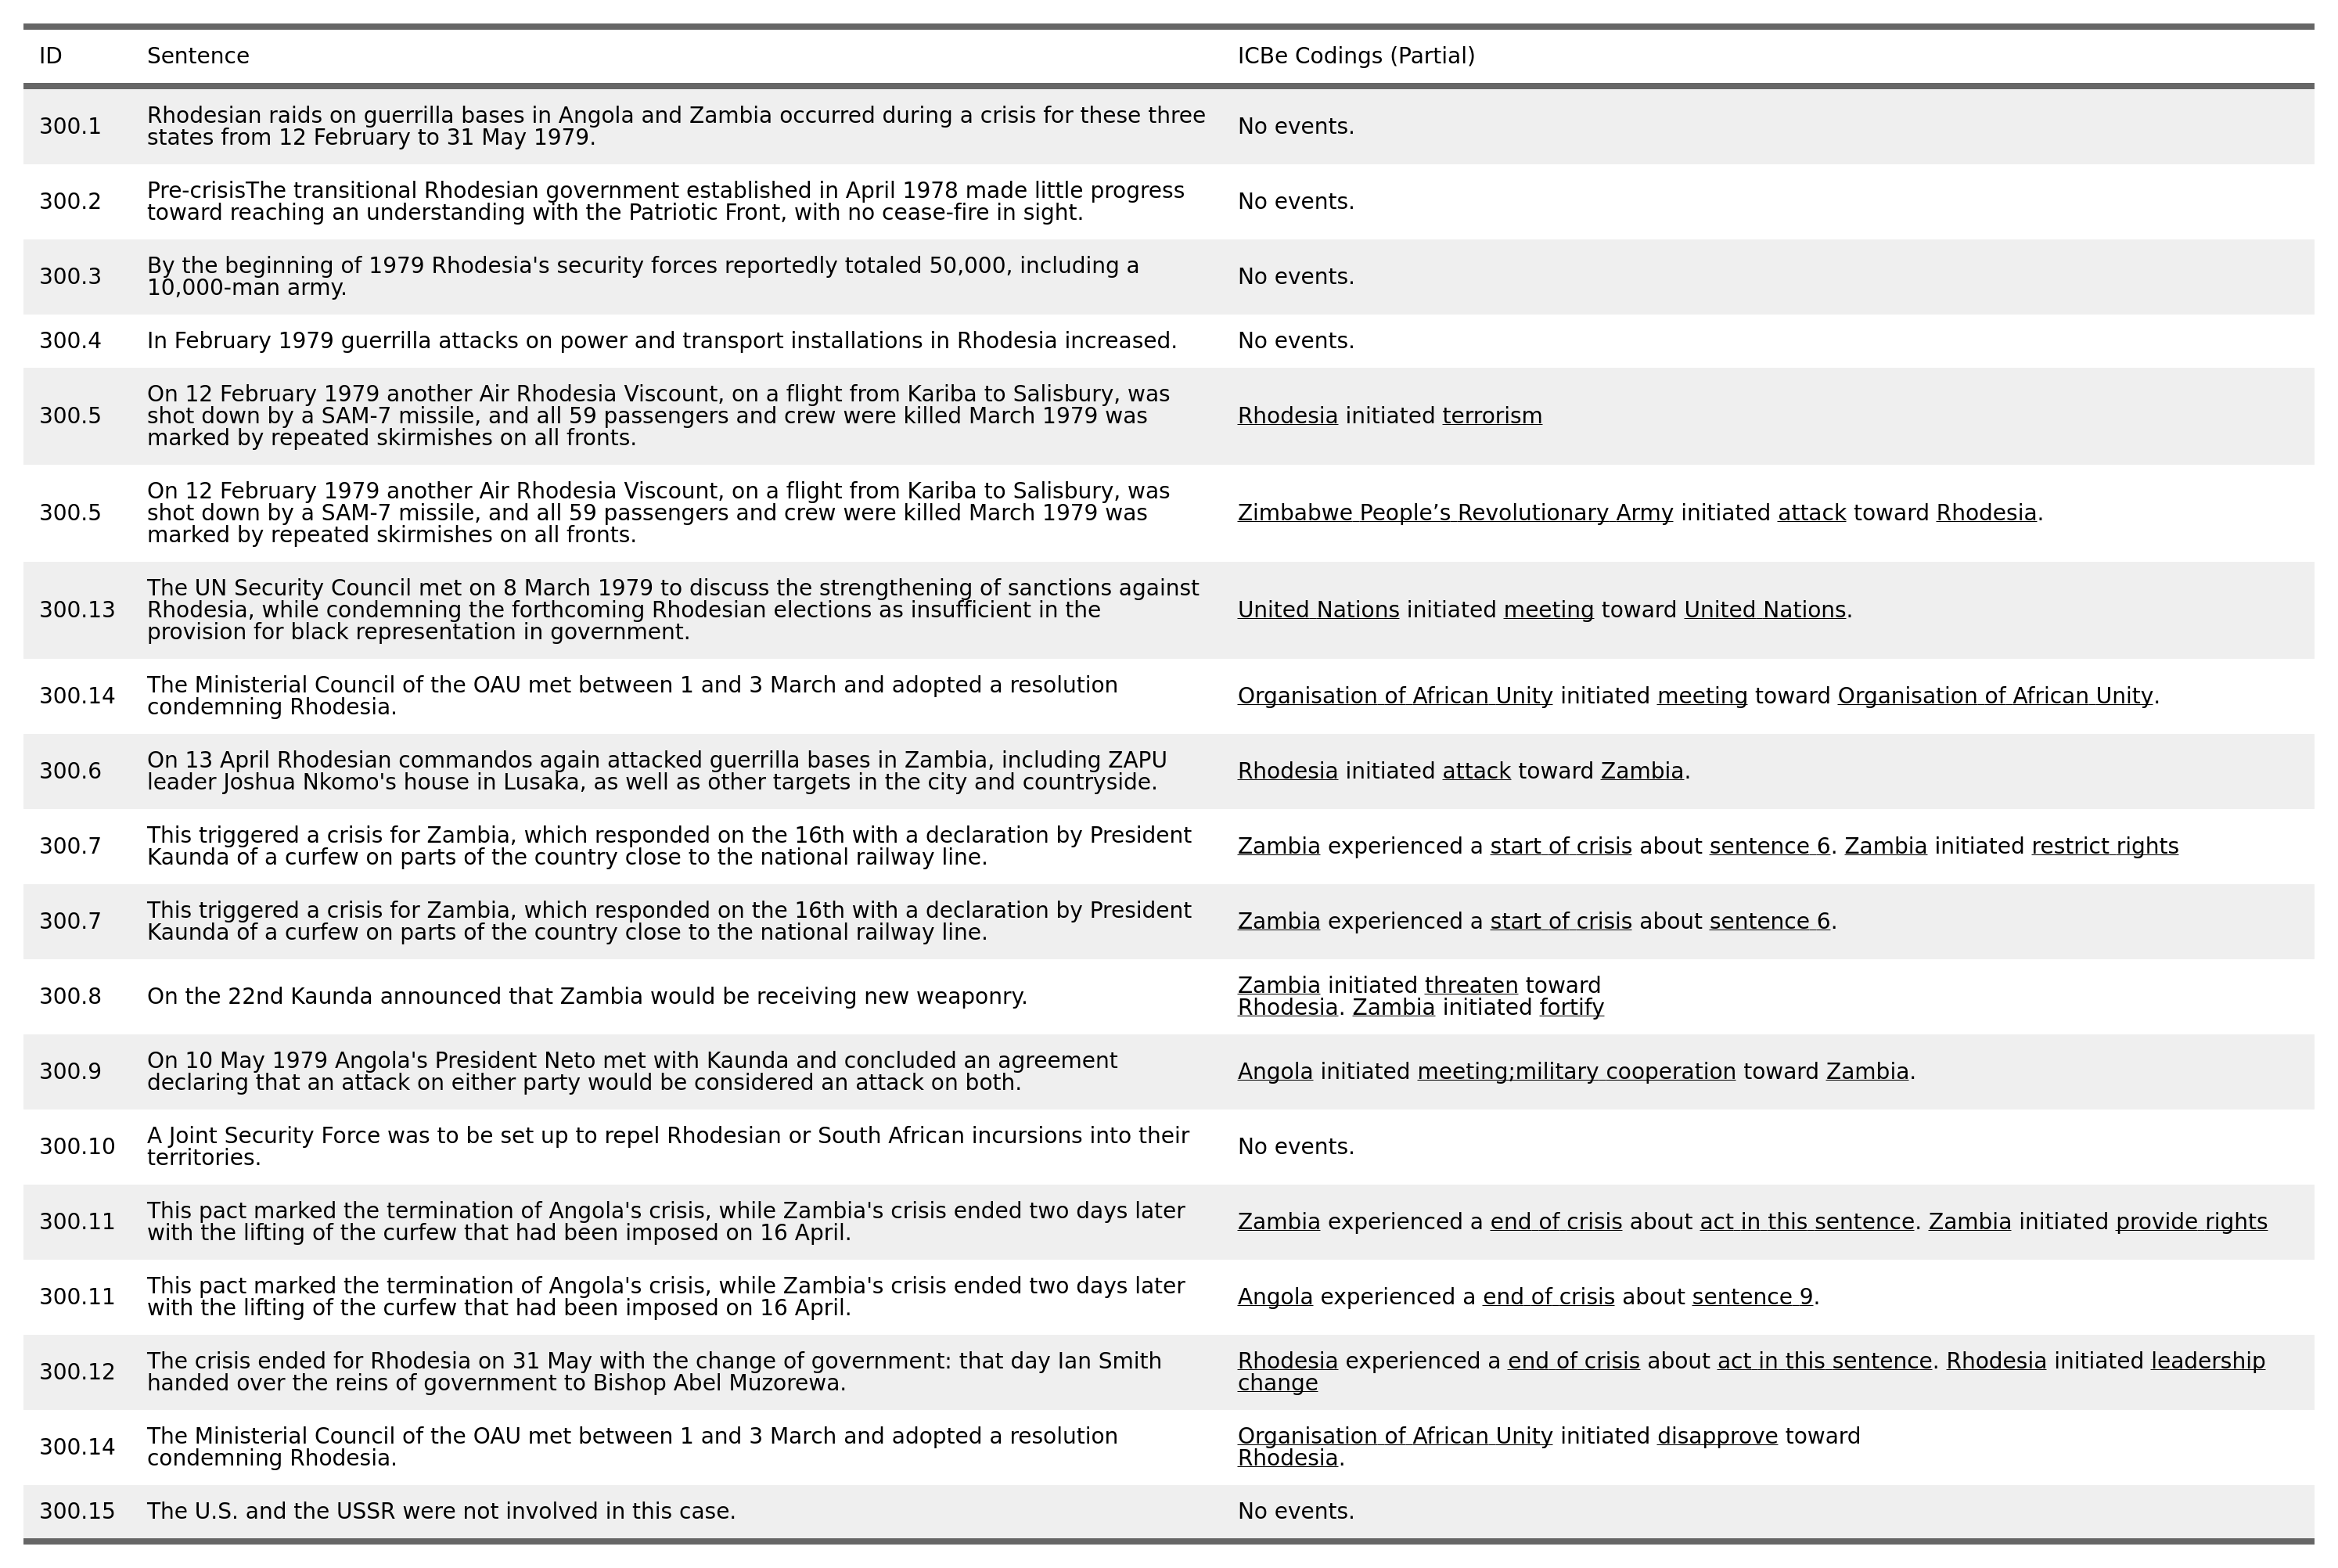 ID Sentence ICBe Codings (Partial)
300.1 Rhodesian raids on guerrilla bases in Angola and Zambia occurred during a crisis for these three
states from 12 February to 31 May 1979. No events.
300.2 Pre-crisisThe transitional Rhodesian government established in April 1978 made little progress
toward reaching an understanding with the Patriotic Front, with no cease-fire in sight. No events.
300.3 By the beginning of 1979 Rhodesia's security forces reportedly totaled 50,000, including a
10,000-man army. No events.
300.4 In February 1979 guerrilla attacks on power and transport installations in Rhodesia increased. No events.
300.5 On 12 February 1979 another Air Rhodesia Viscount, on a flight from Kariba to Salisbury, was
shot down by a SAM-7 missile, and all 59 passengers and crew were killed March 1979 was
marked by repeated skirmishes on all fronts. Rhodesia initiated terrorism
300.5 On 12 February 1979 another Air Rhodesia Viscount, on a flight from Kariba to Salisbury, was
shot down by a SAM-7 missile, and all 59 passengers and crew were killed March 1979 was
marked by repeated skirmishes on all fronts. Zimbabwe People’s Revolutionary Army initiated attack toward Rhodesia.
300.13 The UN Security Council met on 8 March 1979 to discuss the strengthening of sanctions against
Rhodesia, while condemning the forthcoming Rhodesian elections as insufficient in the
provision for black representation in government. United Nations initiated meeting toward United Nations.
300.14 The Ministerial Council of the OAU met between 1 and 3 March and adopted a resolution
condemning Rhodesia. Organisation of African Unity initiated meeting toward Organisation of African Unity.
300.6 On 13 April Rhodesian commandos again attacked guerrilla bases in Zambia, including ZAPU
leader Joshua Nkomo's house in Lusaka, as well as other targets in the city and countryside. Rhodesia initiated attack toward Zambia.
300.7 This triggered a crisis for Zambia, which responded on the 16th with a declaration by President
Kaunda of a curfew on parts of the country close to the national railway line. Zambia experienced a start of crisis about sentence 6. Zambia initiated restrict rights
300.7 This triggered a crisis for Zambia, which responded on the 16th with a declaration by President
Kaunda of a curfew on parts of the country close to the national railway line. Zambia experienced a start of crisis about sentence 6.
300.8 On the 22nd Kaunda announced that Zambia would be receiving new weaponry. Zambia initiated threaten toward
Rhodesia. Zambia initiated fortify
300.9 On 10 May 1979 Angola's President Neto met with Kaunda and concluded an agreement
declaring that an attack on either party would be considered an attack on both. Angola initiated meeting;military cooperation toward Zambia.
300.10 A Joint Security Force was to be set up to repel Rhodesian or South African incursions into their
territories. No events.
300.11 This pact marked the termination of Angola's crisis, while Zambia's crisis ended two days later
with the lifting of the curfew that had been imposed on 16 April. Zambia experienced a end of crisis about act in this sentence. Zambia initiated provide rights
300.11 This pact marked the termination of Angola's crisis, while Zambia's crisis ended two days later
with the lifting of the curfew that had been imposed on 16 April. Angola experienced a end of crisis about sentence 9.
300.12 The crisis ended for Rhodesia on 31 May with the change of government: that day Ian Smith
handed over the reins of government to Bishop Abel Muzorewa. Rhodesia experienced a end of crisis about act in this sentence. Rhodesia initiated leadership
change
300.14 The Ministerial Council of the OAU met between 1 and 3 March and adopted a resolution
condemning Rhodesia. Organisation of African Unity initiated disapprove toward
Rhodesia.
300.15 The U.S. and the USSR were not involved in this case. No events.